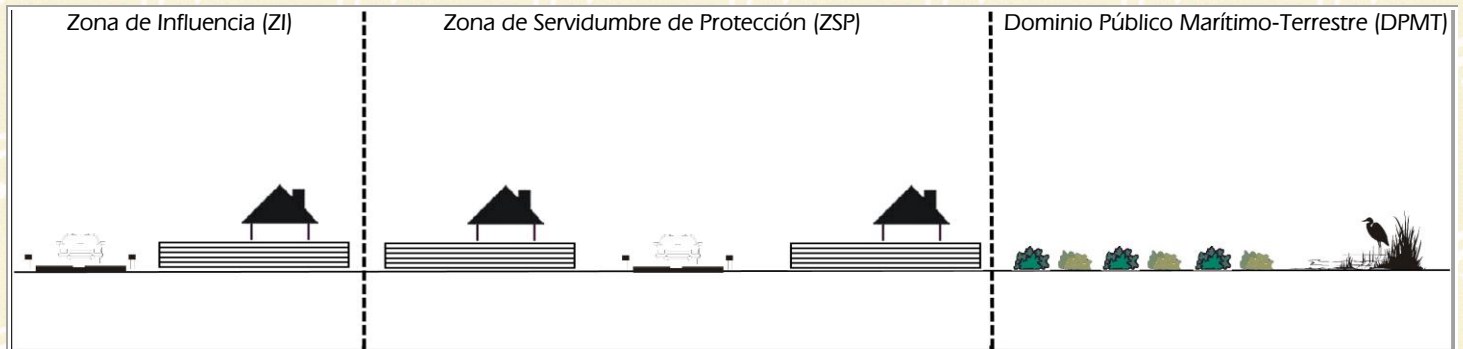 Zona de Influencia (ZI)
Zona de Servidumbre de Protección (ZSP)
Dominio Público Marítimo-Terrestre (DPMT)